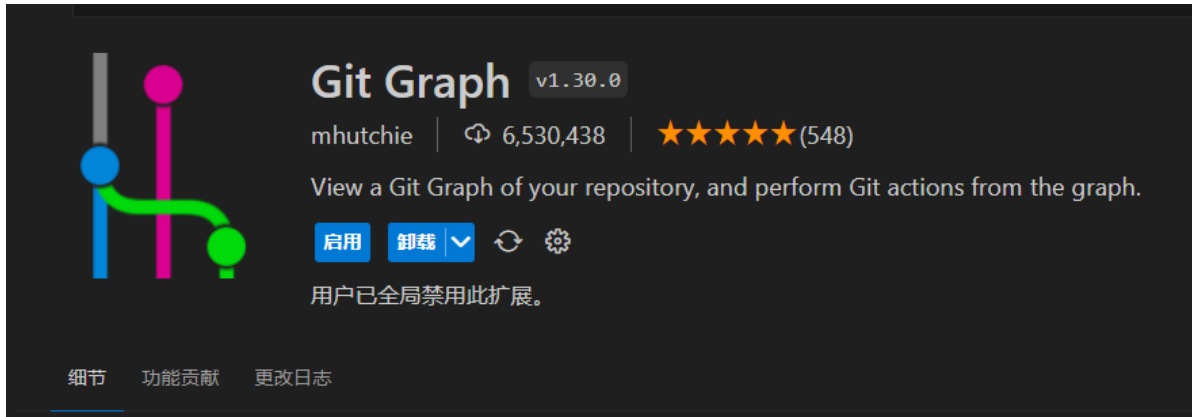 Git Graph v1.30.0
mhutchie 6,530,438 ★★★★★(548)
View a Git Graph of your repository, and perform Git actions from the graph.
启用 卸载
用户已全局禁用此扩展。
细节 功能贡献 更改日志